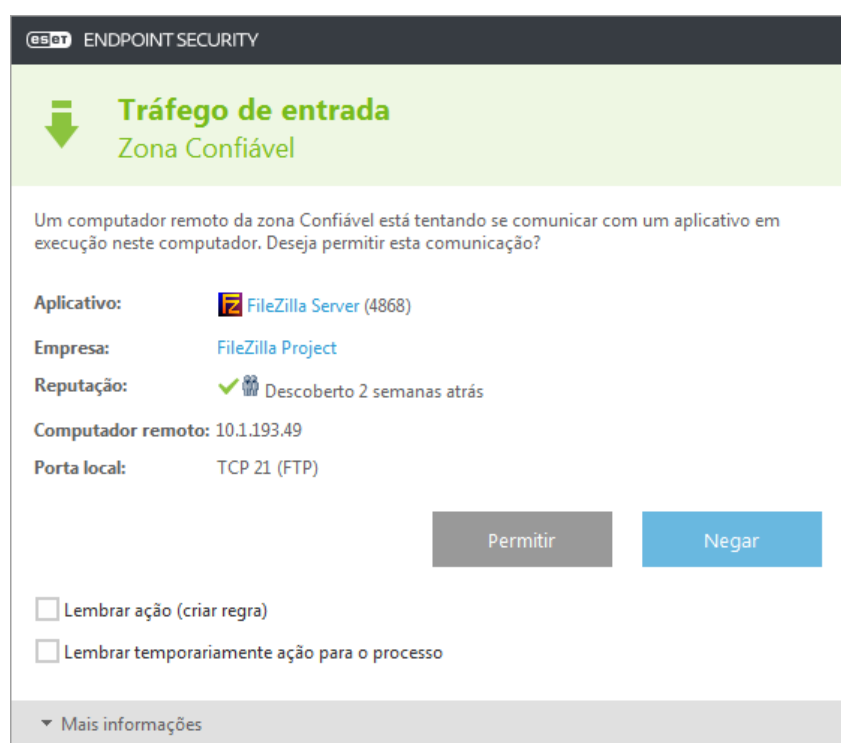 eset ENDPOINT SECURITY
Tráfego de entrada
Zona Confiável
Um computador remoto da zona Confiável está tentando se comunicar com um aplicativo em
execução neste computador. Deseja permitir esta comunicação?
Aplicativo: FZ FileZilla Server (4868)
Empresa: FileZilla Project
Reputação: Descoberto 2 semanas atrás
Computador remoto: 10.1.193.49
Porta local: TCP 21 (FTP)
Permitir Negar
Lembrar ação (criar regra)
Lembrar temporariamente ação para o processo
Mais informações